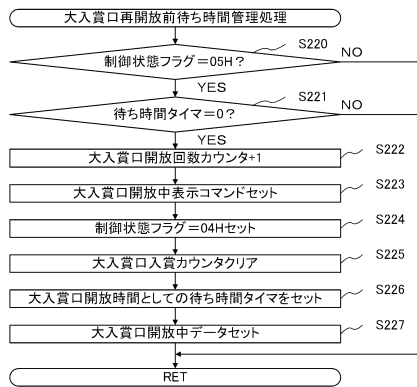 大入賞口再開放前待ち時間管理処理
S220
制御状態フラグ=05H?
NO
YES
S221
待ち時間タイマ=0?
NO
YES
大入賞口開放回数カウンタ+1
S222
大入賞口開放中表示コマンドセット
S223
制御状態フラグ=04Hセット
S224
大入賞口入賞カウンタクリア
S225
大入賞口開放時間としての待ち時間タイマをセット
S226
大入賞口開放中データセット
S227
RET